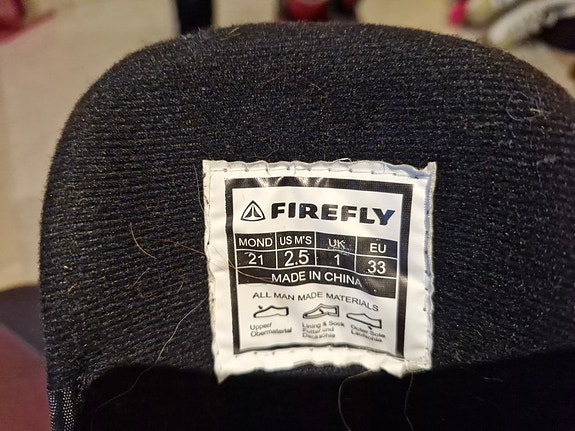 FIREFLY
MOND US M'S UK EU
21 2.5 1 33
MADE IN CHINA
ALL MAN MADE MATERIALS
Upper/ Lining & Sock Outer Sole
Obermaterial Futter und Laufsohle
Decksohle